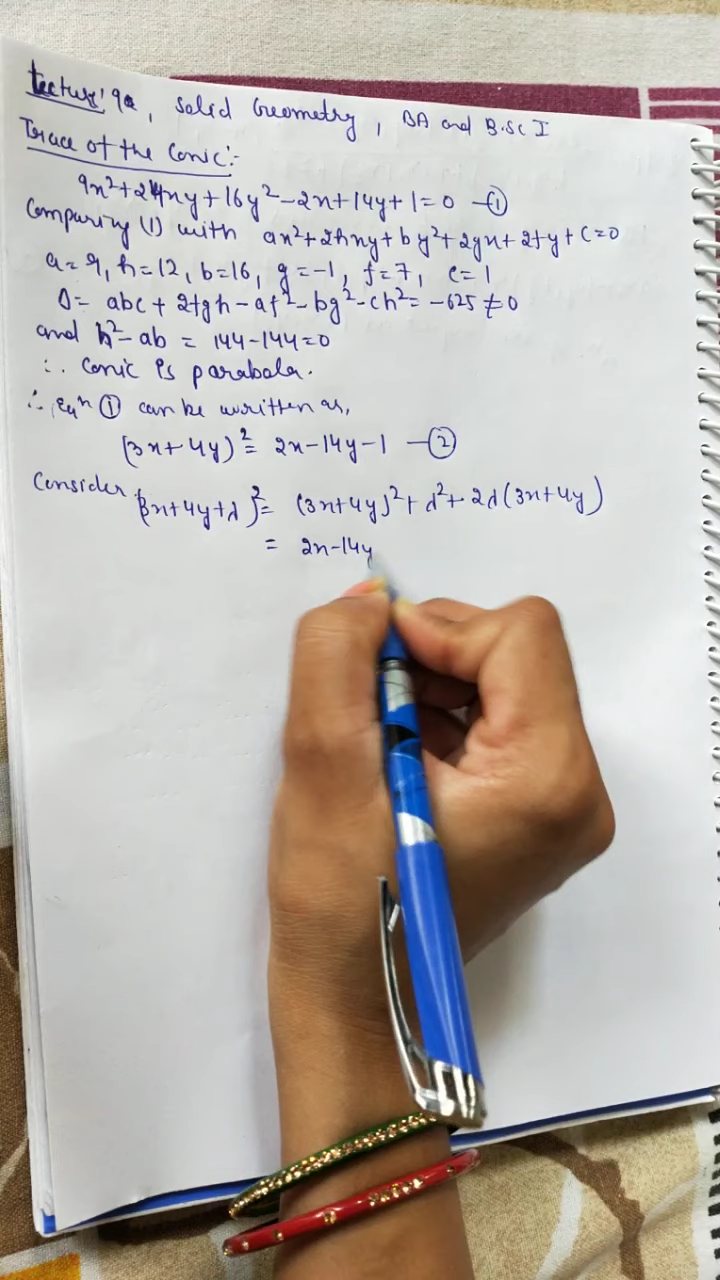 Lecture: 9a, Solid Geometry, BA and B.Sc I
Trace of the Conic:-
9x²+24xy+16y²-2x+14y+1=0 —①
Comparing (1) with ax²+2hxy+by²+2gx+2fy+c=0
a=9, h=12, b=16, g=-1, f=7, c=1
Δ= abc+2fgh-af²-bg²-ch²= -625≠0
and h²-ab = 144-144=0
∴ Conic is parabola.
∴ Eqⁿ ① can be written as,
(3x+4y)²= 2x-14y-1 —②
Consider (3x+4y+λ)²= (3x+4y)²+λ²+2λ(3x+4y)
= 2x-14y